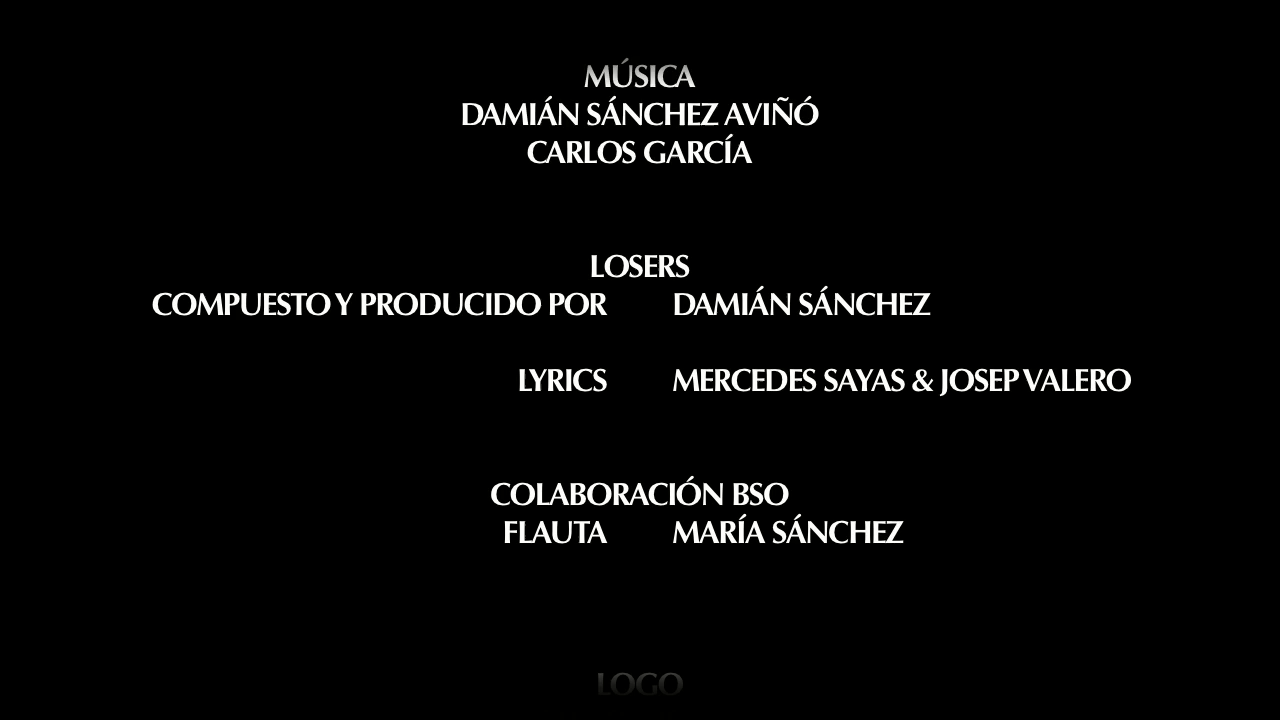 MÚSICA
DAMIÁN SÁNCHEZ AVIÑÓ
CARLOS GARCÍA
LOSERS
COMPUESTO Y PRODUCIDO POR DAMIÁN SÁNCHEZ
LYRICS MERCEDES SAYAS & JOSEP VALERO
COLABORACIÓN BSO
FLAUTA MARÍA SÁNCHEZ
LOGO